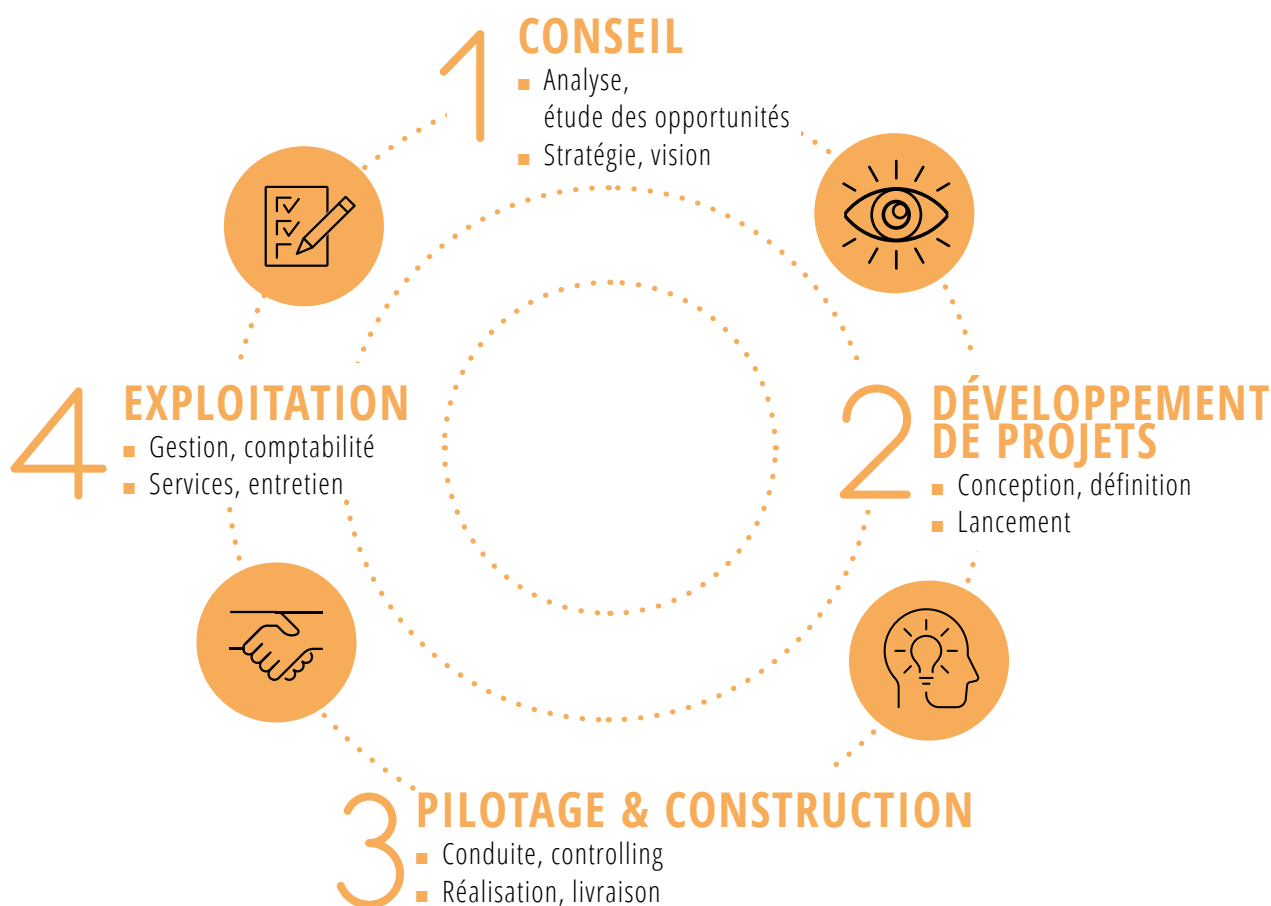 1 CONSEIL
■ Analyse,
étude des opportunités
■ Stratégie, vision
2 DÉVELOPPEMENT
DE PROJETS
■ Conception, définition
■ Lancement
3 PILOTAGE & CONSTRUCTION
■ Conduite, controlling
■ Réalisation, livraison
4 EXPLOITATION
■ Gestion, comptabilité
■ Services, entretien